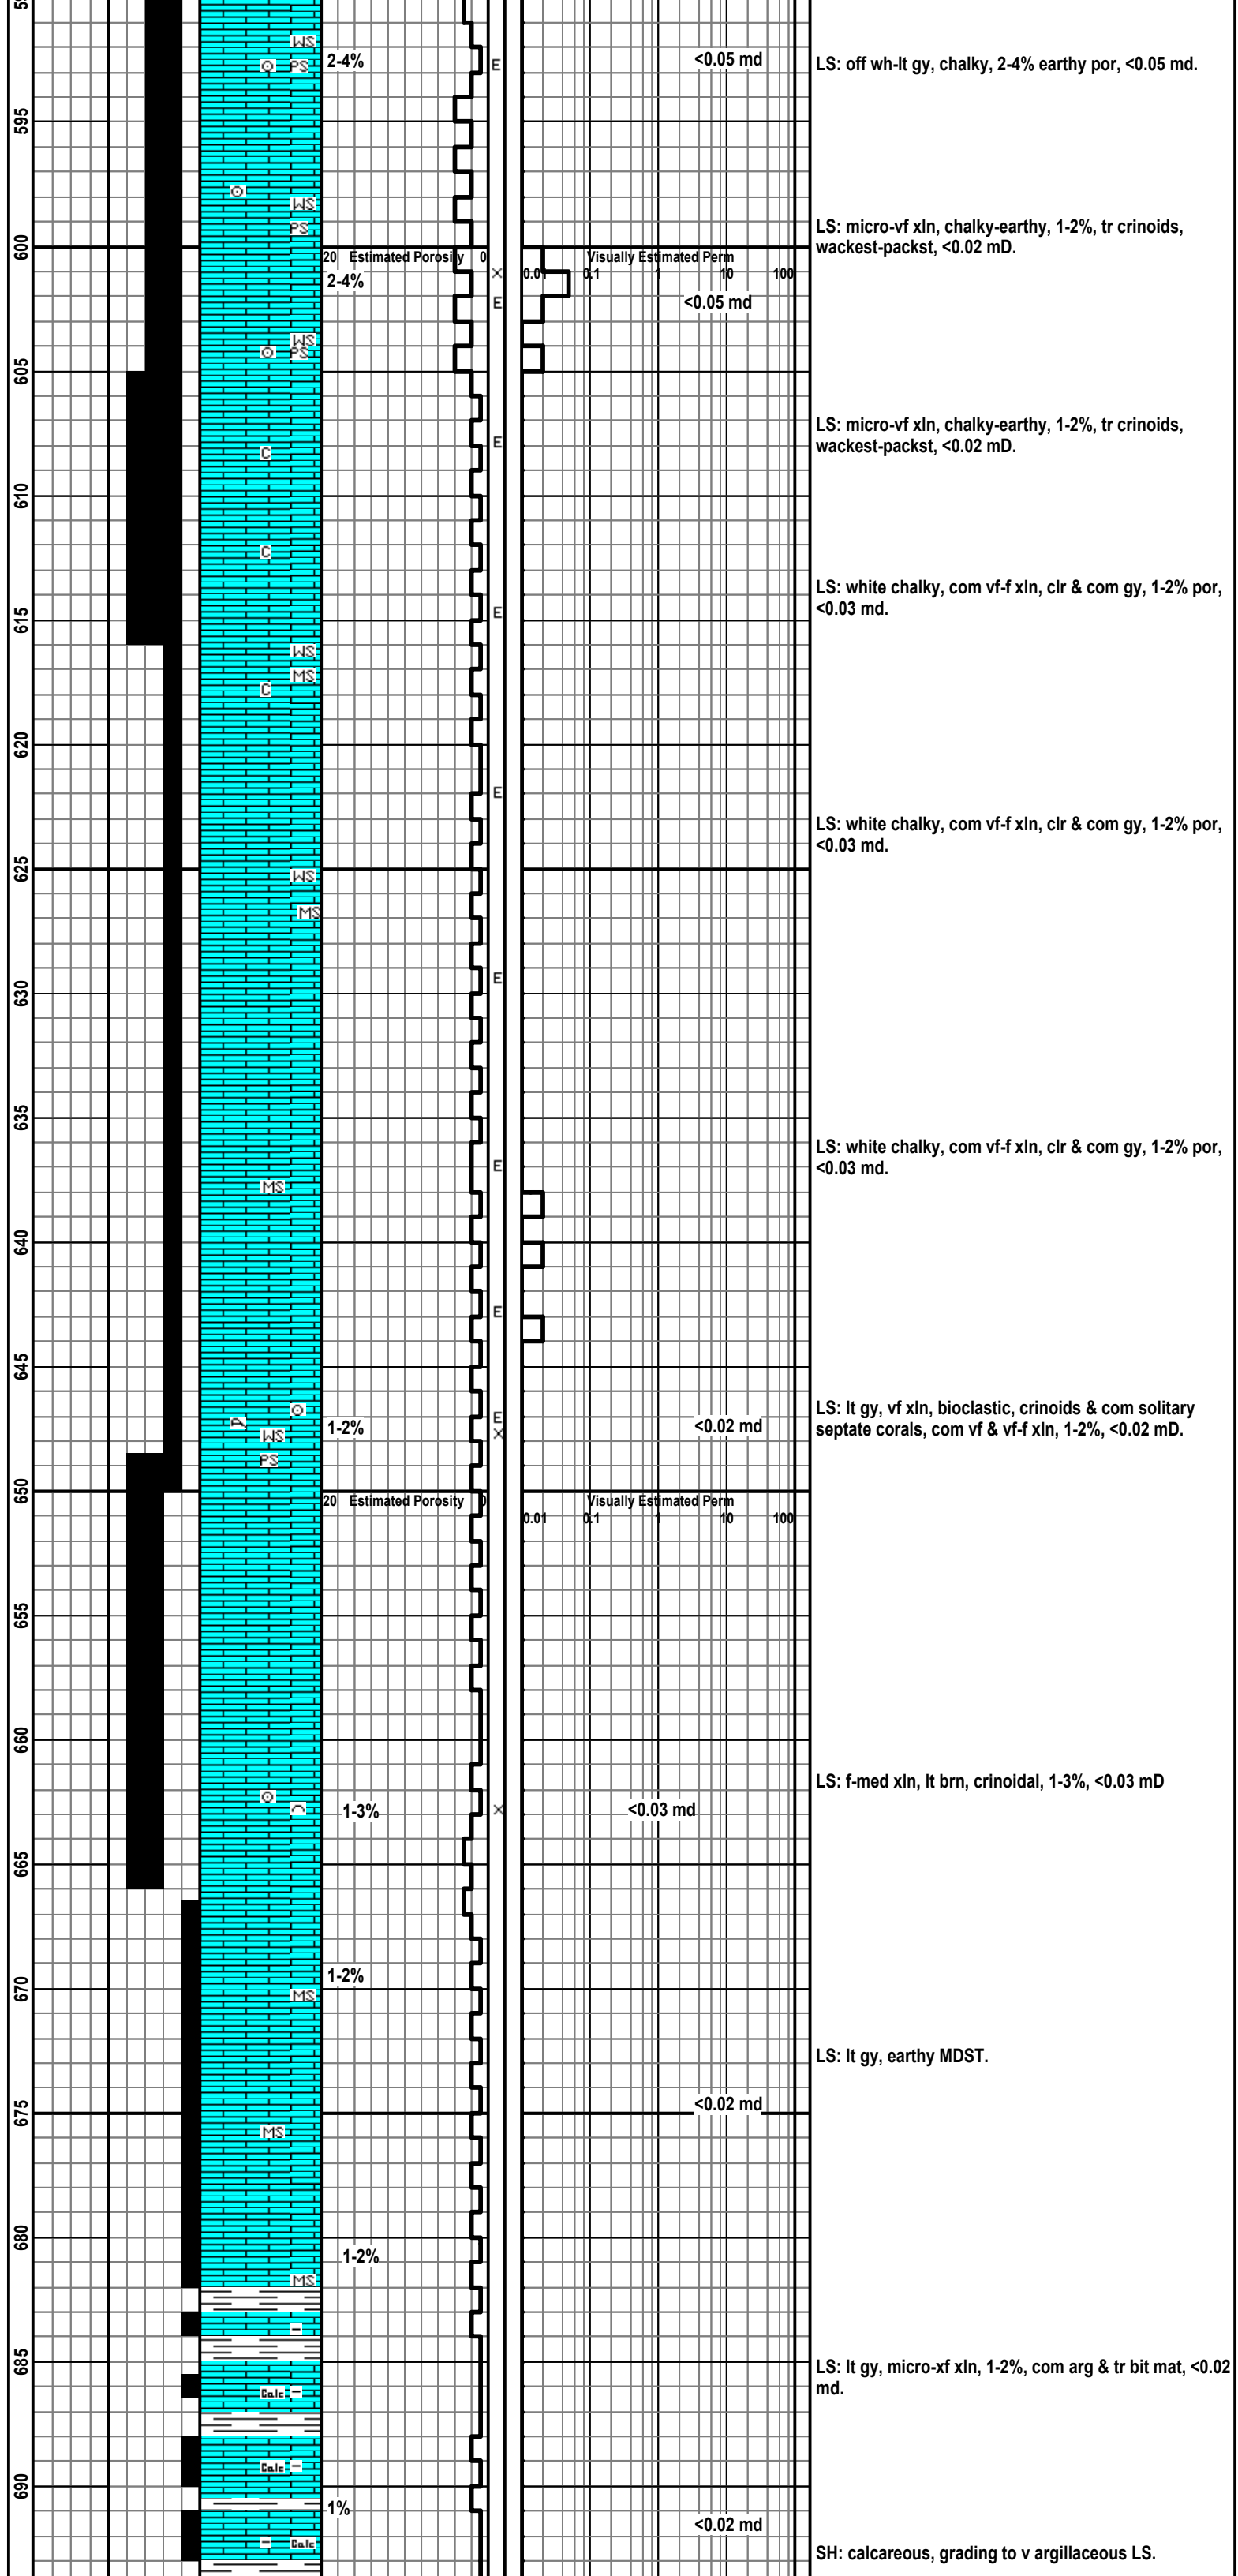 WS
2-4%
<0.05 md
PS
E
LS: off wh-lt gy, chalky, 2-4% earthy por, <0.05 md.
595
WS
PS
LS: micro-vf xln, chalky-earthy, 1-2%, tr crinoids,
wackest-packst, <0.02 mD.
600
20 Estimated Porosity 0
Visually Estimated Perm
0.01 0.1 1 10 100
2-4%
E
<0.05 md
WS
PS
605
LS: micro-vf xln, chalky-earthy, 1-2%, tr crinoids,
wackest-packst, <0.02 mD.
E
C
610
C
LS: white chalky, com vf-f xln, clr & com gy, 1-2% por,
<0.03 md.
E
615
WS
MS
C
620
E
LS: white chalky, com vf-f xln, clr & com gy, 1-2% por,
<0.03 md.
625
WS
MS
E
630
635
LS: white chalky, com vf-f xln, clr & com gy, 1-2% por,
<0.03 md.
E
MS
640
E
645
LS: lt gy, vf xln, bioclastic, crinoids & com solitary
septate corals, com vf & vf-f xln, 1-2%, <0.02 mD.
E
1-2%
<0.02 md
WS
PS
650
20 Estimated Porosity 0
Visually Estimated Perm
0.01 0.1 1 10 100
655
660
LS: f-med xln, lt brn, crinoidal, 1-3%, <0.03 mD
1-3%
<0.03 md
665
1-2%
670
MS
LS: lt gy, earthy MDST.
<0.02 md
675
MS
680
1-2%
MS
685
LS: lt gy, micro-xf xln, 1-2%, com arg & tr bit mat, <0.02
md.
Calc
Calc
690
1%
<0.02 md
Calc
SH: calcareous, grading to v argillaceous LS.